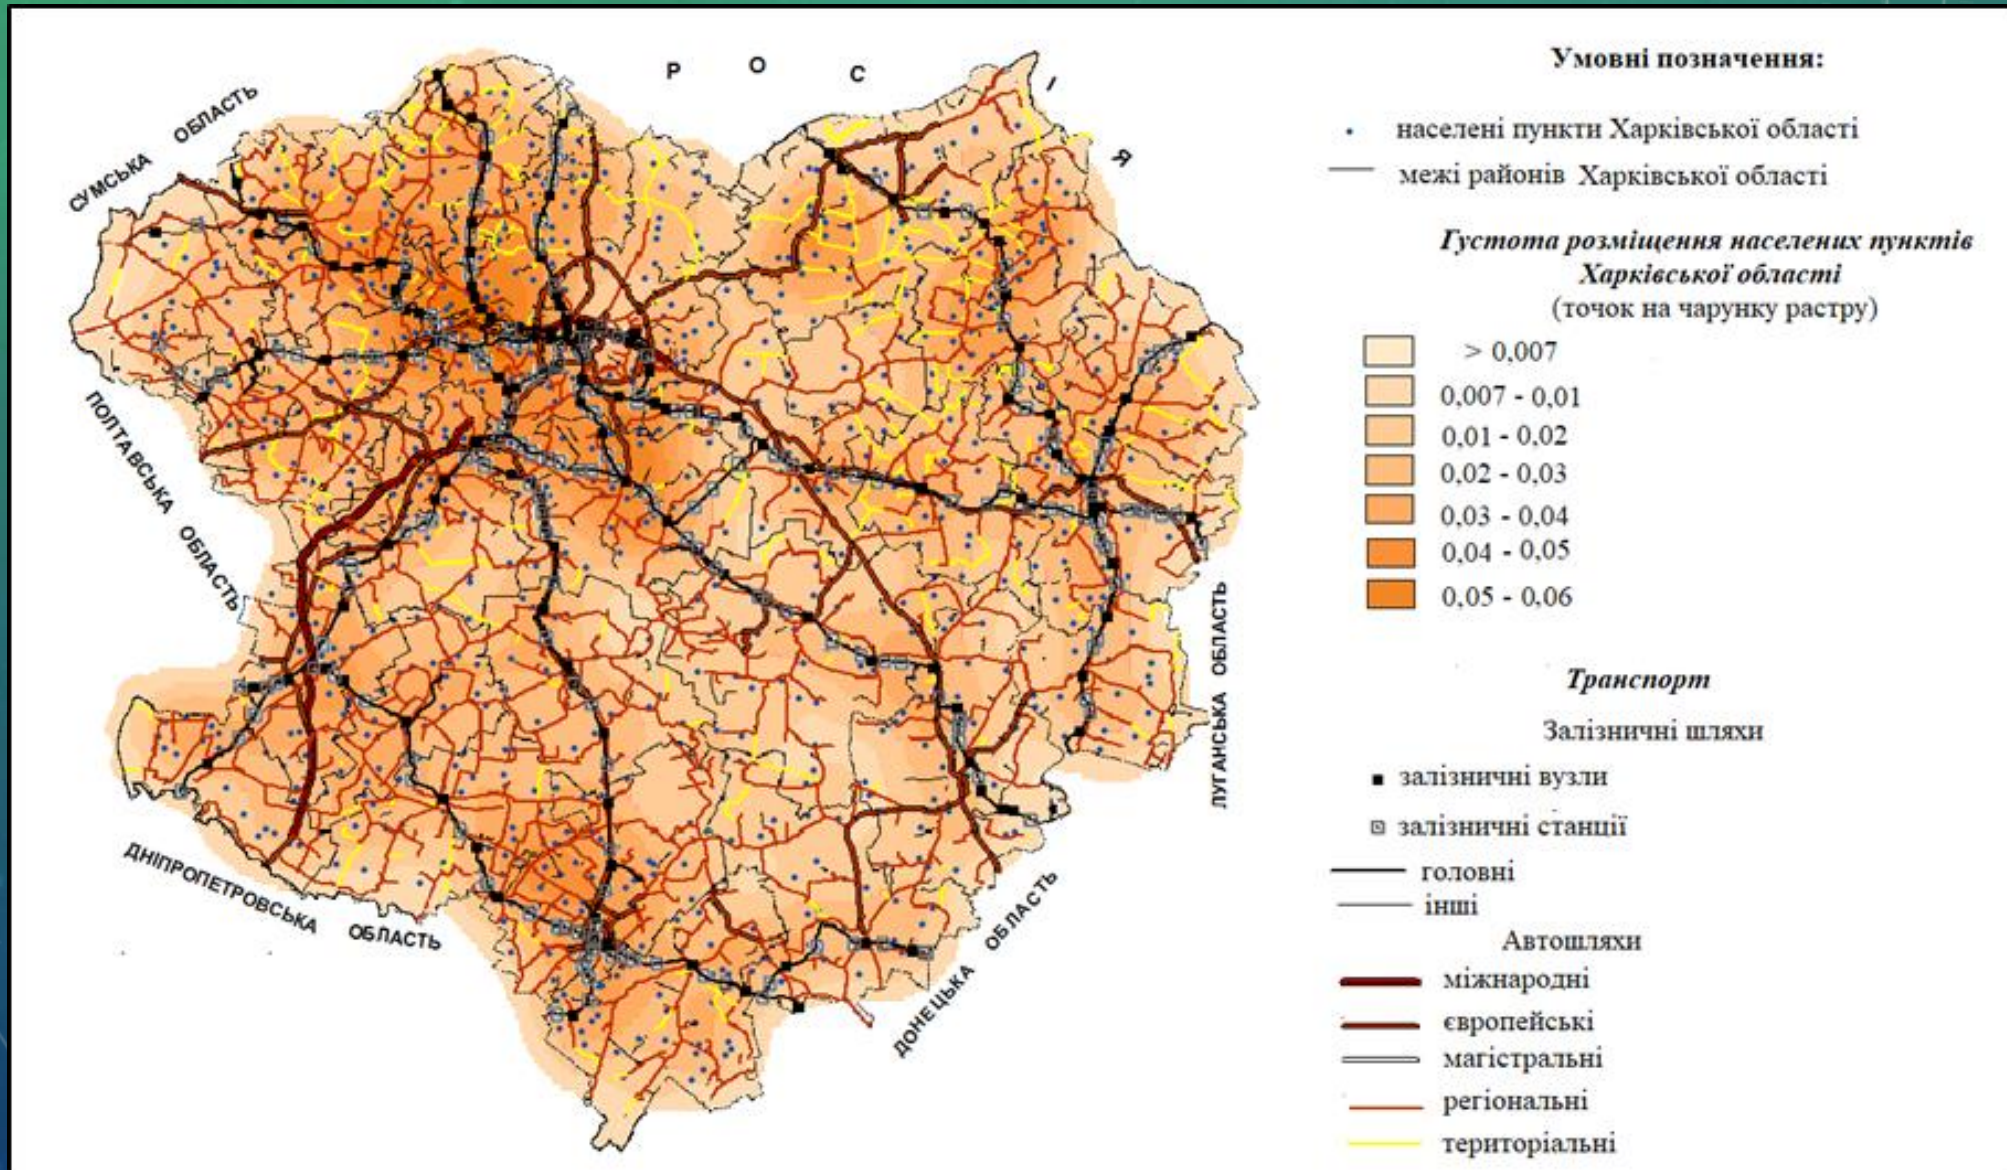 Р О С І Я
СУМСЬКА ОБЛАСТЬ
ПОЛТАВСЬКА ОБЛАСТЬ
ДНІПРОПЕТРОВСЬКА ОБЛАСТЬ
ДОНЕЦЬКА ОБЛАСТЬ
ЛУГАНСЬКА ОБЛАСТЬ
Умовні позначення:
населені пункти Харківської області
межі районів Харківської області
Густота розміщення населених пунктів
Харківської області
(точок на чарунку растру)
> 0,007
0,007 - 0,01
0,01 - 0,02
0,02 - 0,03
0,03 - 0,04
0,04 - 0,05
0,05 - 0,06
Транспорт
Залізничні шляхи
залізничні вузли
залізничні станції
головні
інші
Автошляхи
міжнародні
європейські
магістральні
регіональні
територіальні